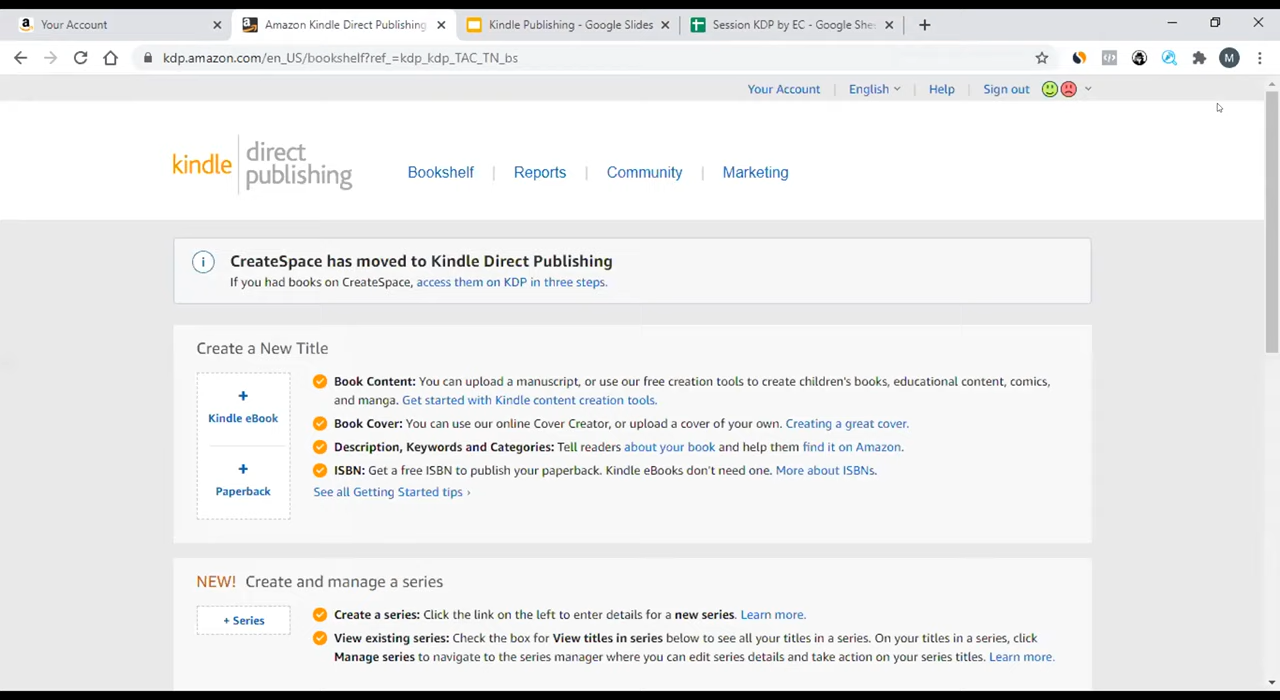 Your Account
Amazon Kindle Direct Publishing
Kindle Publishing - Google Slides
Session KDP by EC - Google She
kdp.amazon.com/en_US/bookshelf?ref_=kdp_kdp_TAC_TN_bs
M
Your Account | English | Help | Sign out
kindle direct publishing
Bookshelf | Reports | Community | Marketing
CreateSpace has moved to Kindle Direct Publishing
If you had books on CreateSpace, access them on KDP in three steps.
Create a New Title
+
Kindle eBook
+
Paperback
Book Content: You can upload a manuscript, or use our free creation tools to create children's books, educational content, comics,
and manga. Get started with Kindle content creation tools.
Book Cover: You can use our online Cover Creator, or upload a cover of your own. Creating a great cover.
Description, Keywords and Categories: Tell readers about your book and help them find it on Amazon.
ISBN: Get a free ISBN to publish your paperback. Kindle eBooks don't need one. More about ISBNs.
See all Getting Started tips ›
NEW! Create and manage a series
+ Series
Create a series: Click the link on the left to enter details for a new series. Learn more.
View existing series: Check the box for View titles in series below to see all your titles in a series. On your titles in a series, click
Manage series to navigate to the series manager where you can edit series details and take action on your series titles. Learn more.